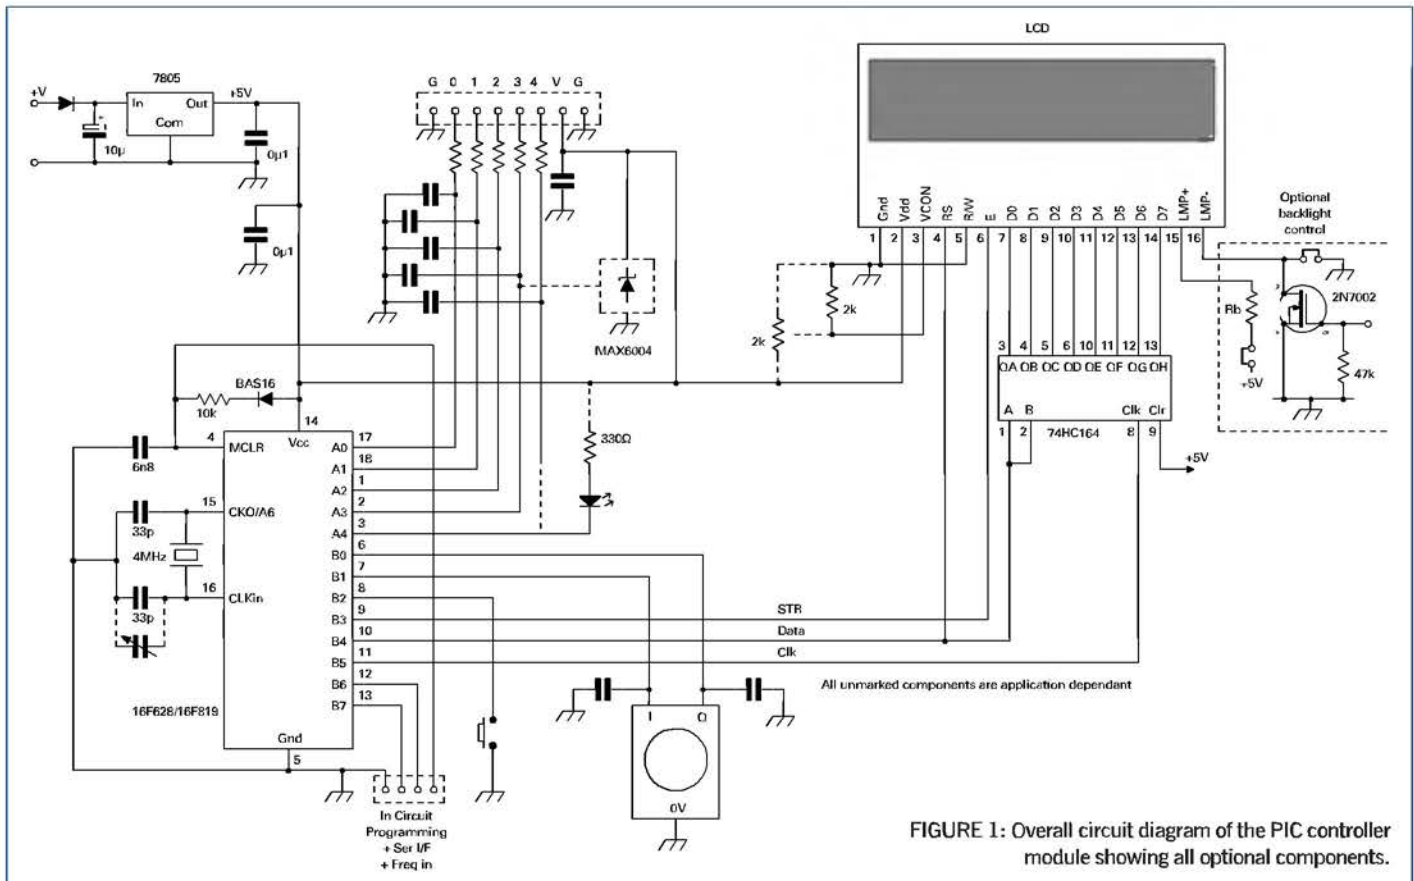 LCD
+V
7805
In
Out
Com
+5V
10µ
0µ1
0µ1
G 0 1 2 3 4 V G
MAX6004
Gnd
Vdd
VCON
RS
R/W
E
D0
D1
D2
D3
D4
D5
D6
D7
LMP+
LMP-
1 2 3 4 5 6 7 8 9 10 11 12 13 14 15 16
Optional
backlight
control
2N7002
Rb
+5V
47k
2k
2k
3 4 5 6 10 11 12 13
QA QB QC QD QE QF QG QH
A B Clk Clr
1 2 74HC164 8 9
+5V
BAS16
10k
14
4 MCLR
Vcc
6n8
15 CKO/A6
33p
4MHz
16 CLKin
33p
A0 17
A1 18
A2 1
A3 2
A4 3
B0 6
B1 7
B2 8
B3 9
B4 10
B5 11
B6 12
B7 13
330Ω
STR
Data
Clk
All unmarked components are application dependant
16F628/16F819
Gnd
5
I Q
0V
In Circuit
Programming
+ Ser I/F
+ Freq in
FIGURE 1: Overall circuit diagram of the PIC controller
module showing all optional components.